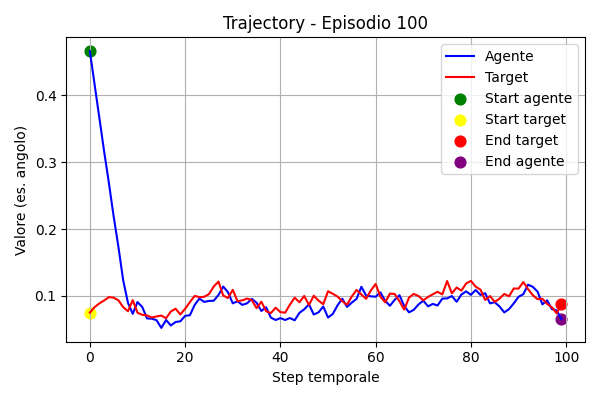 Trajectory - Episodio 100
Valore (es. angolo)
0.4
0.3
0.2
0.1
Agente
Target
Start agente
Start target
End target
End agente
0 20 40 60 80 100
Step temporale